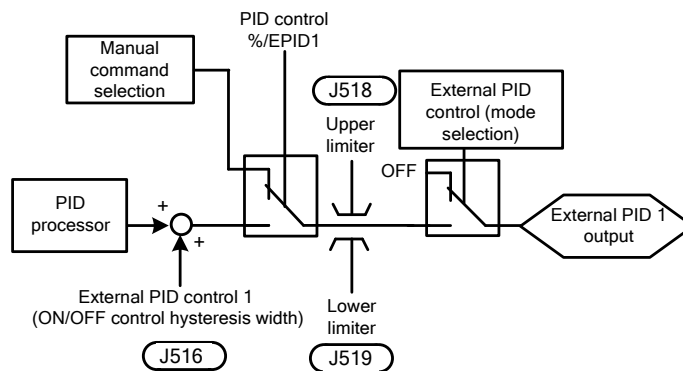 PID control
%/EPID1
Manual
command
selection
J518
Upper
limiter
External PID
control (mode
selection)
OFF
PID
processor
+
+
External PID 1
output
External PID control 1
(ON/OFF control hysteresis width)
J516
Lower
limiter
J519